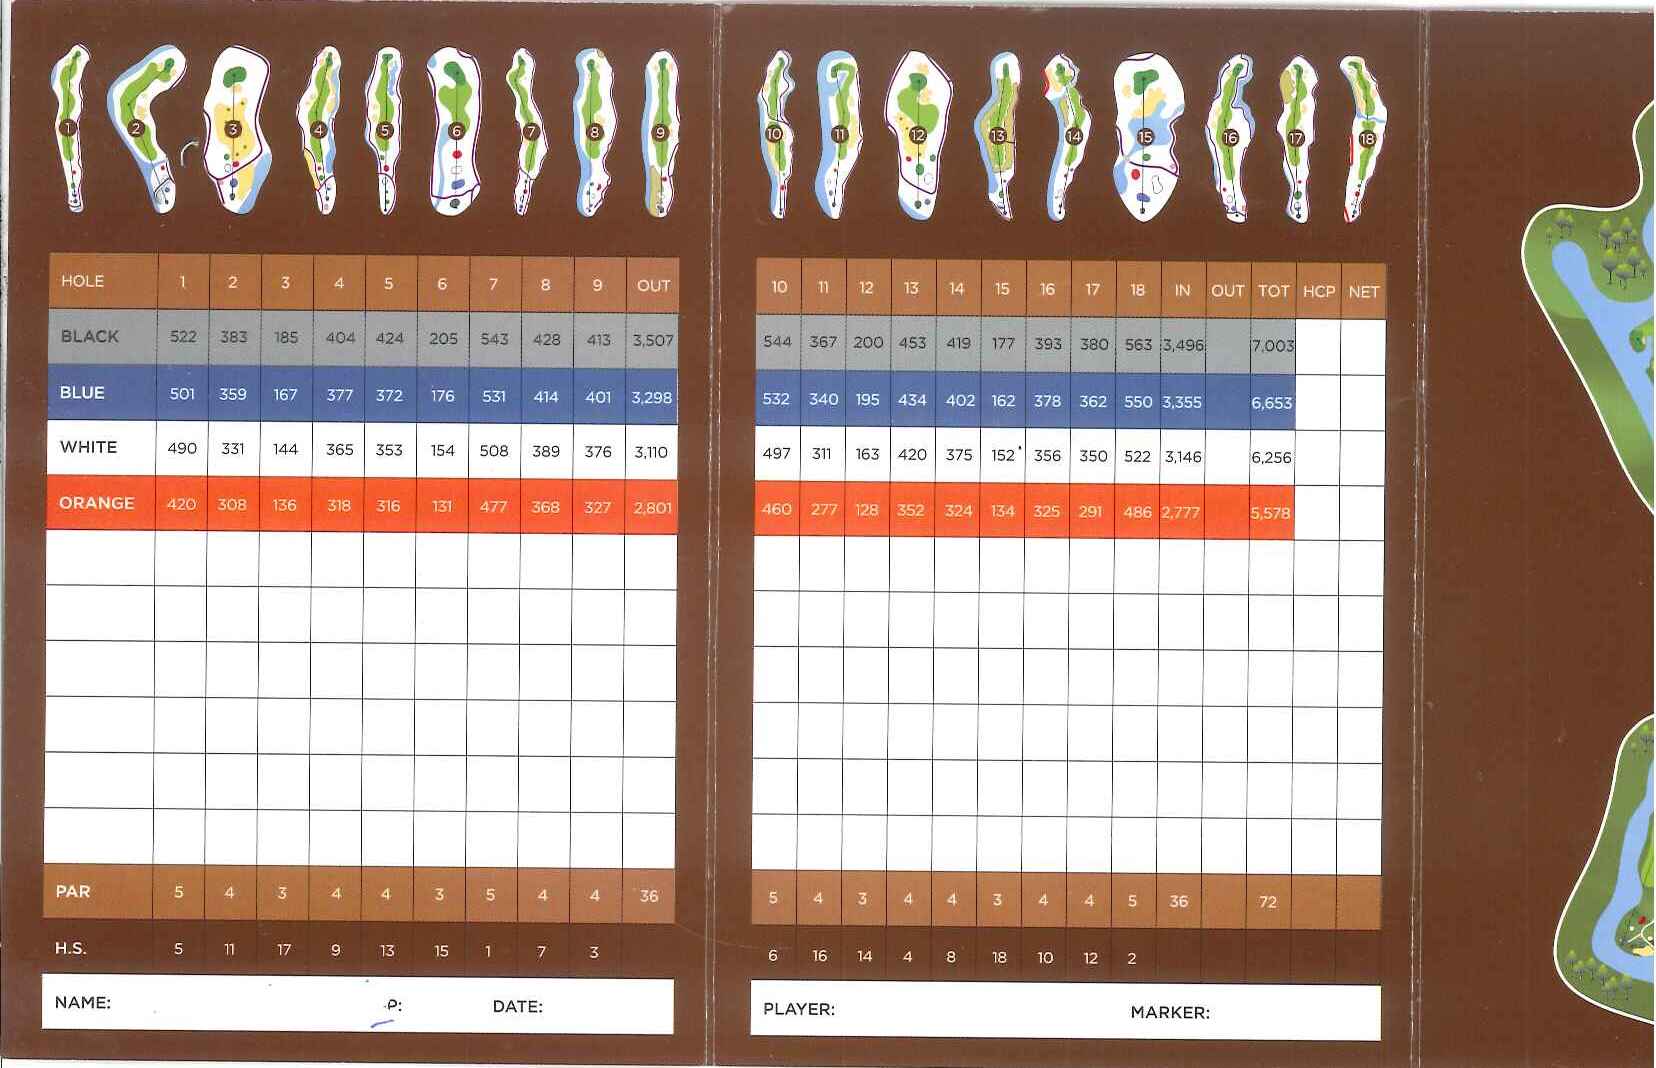 1 2 3 4 5 6 7 8 9
10 11 12 13 14 15 16 17 18
HOLE 1 2 3 4 5 6 7 8 9 OUT
BLACK 522 383 185 404 424 205 543 428 413 3,507
BLUE 501 359 167 377 372 176 531 414 401 3,298
WHITE 490 331 144 365 353 154 508 389 376 3,110
ORANGE 420 308 136 318 316 131 477 368 327 2,801
PAR 5 4 3 4 4 3 5 4 4 36
H.S. 5 11 17 9 13 15 1 7 3
NAME: P: DATE:
10 11 12 13 14 15 16 17 18 IN OUT TOT HCP NET
544 367 200 453 419 177 393 380 563 3,496 7,003
532 340 195 434 402 162 378 362 550 3,355 6,653
497 311 163 420 375 152 356 350 522 3,146 6,256
460 277 128 352 324 134 325 291 486 2,777 5,578
5 4 3 4 4 3 4 4 5 36 72
6 16 14 4 8 18 10 12 2
PLAYER: MARKER: